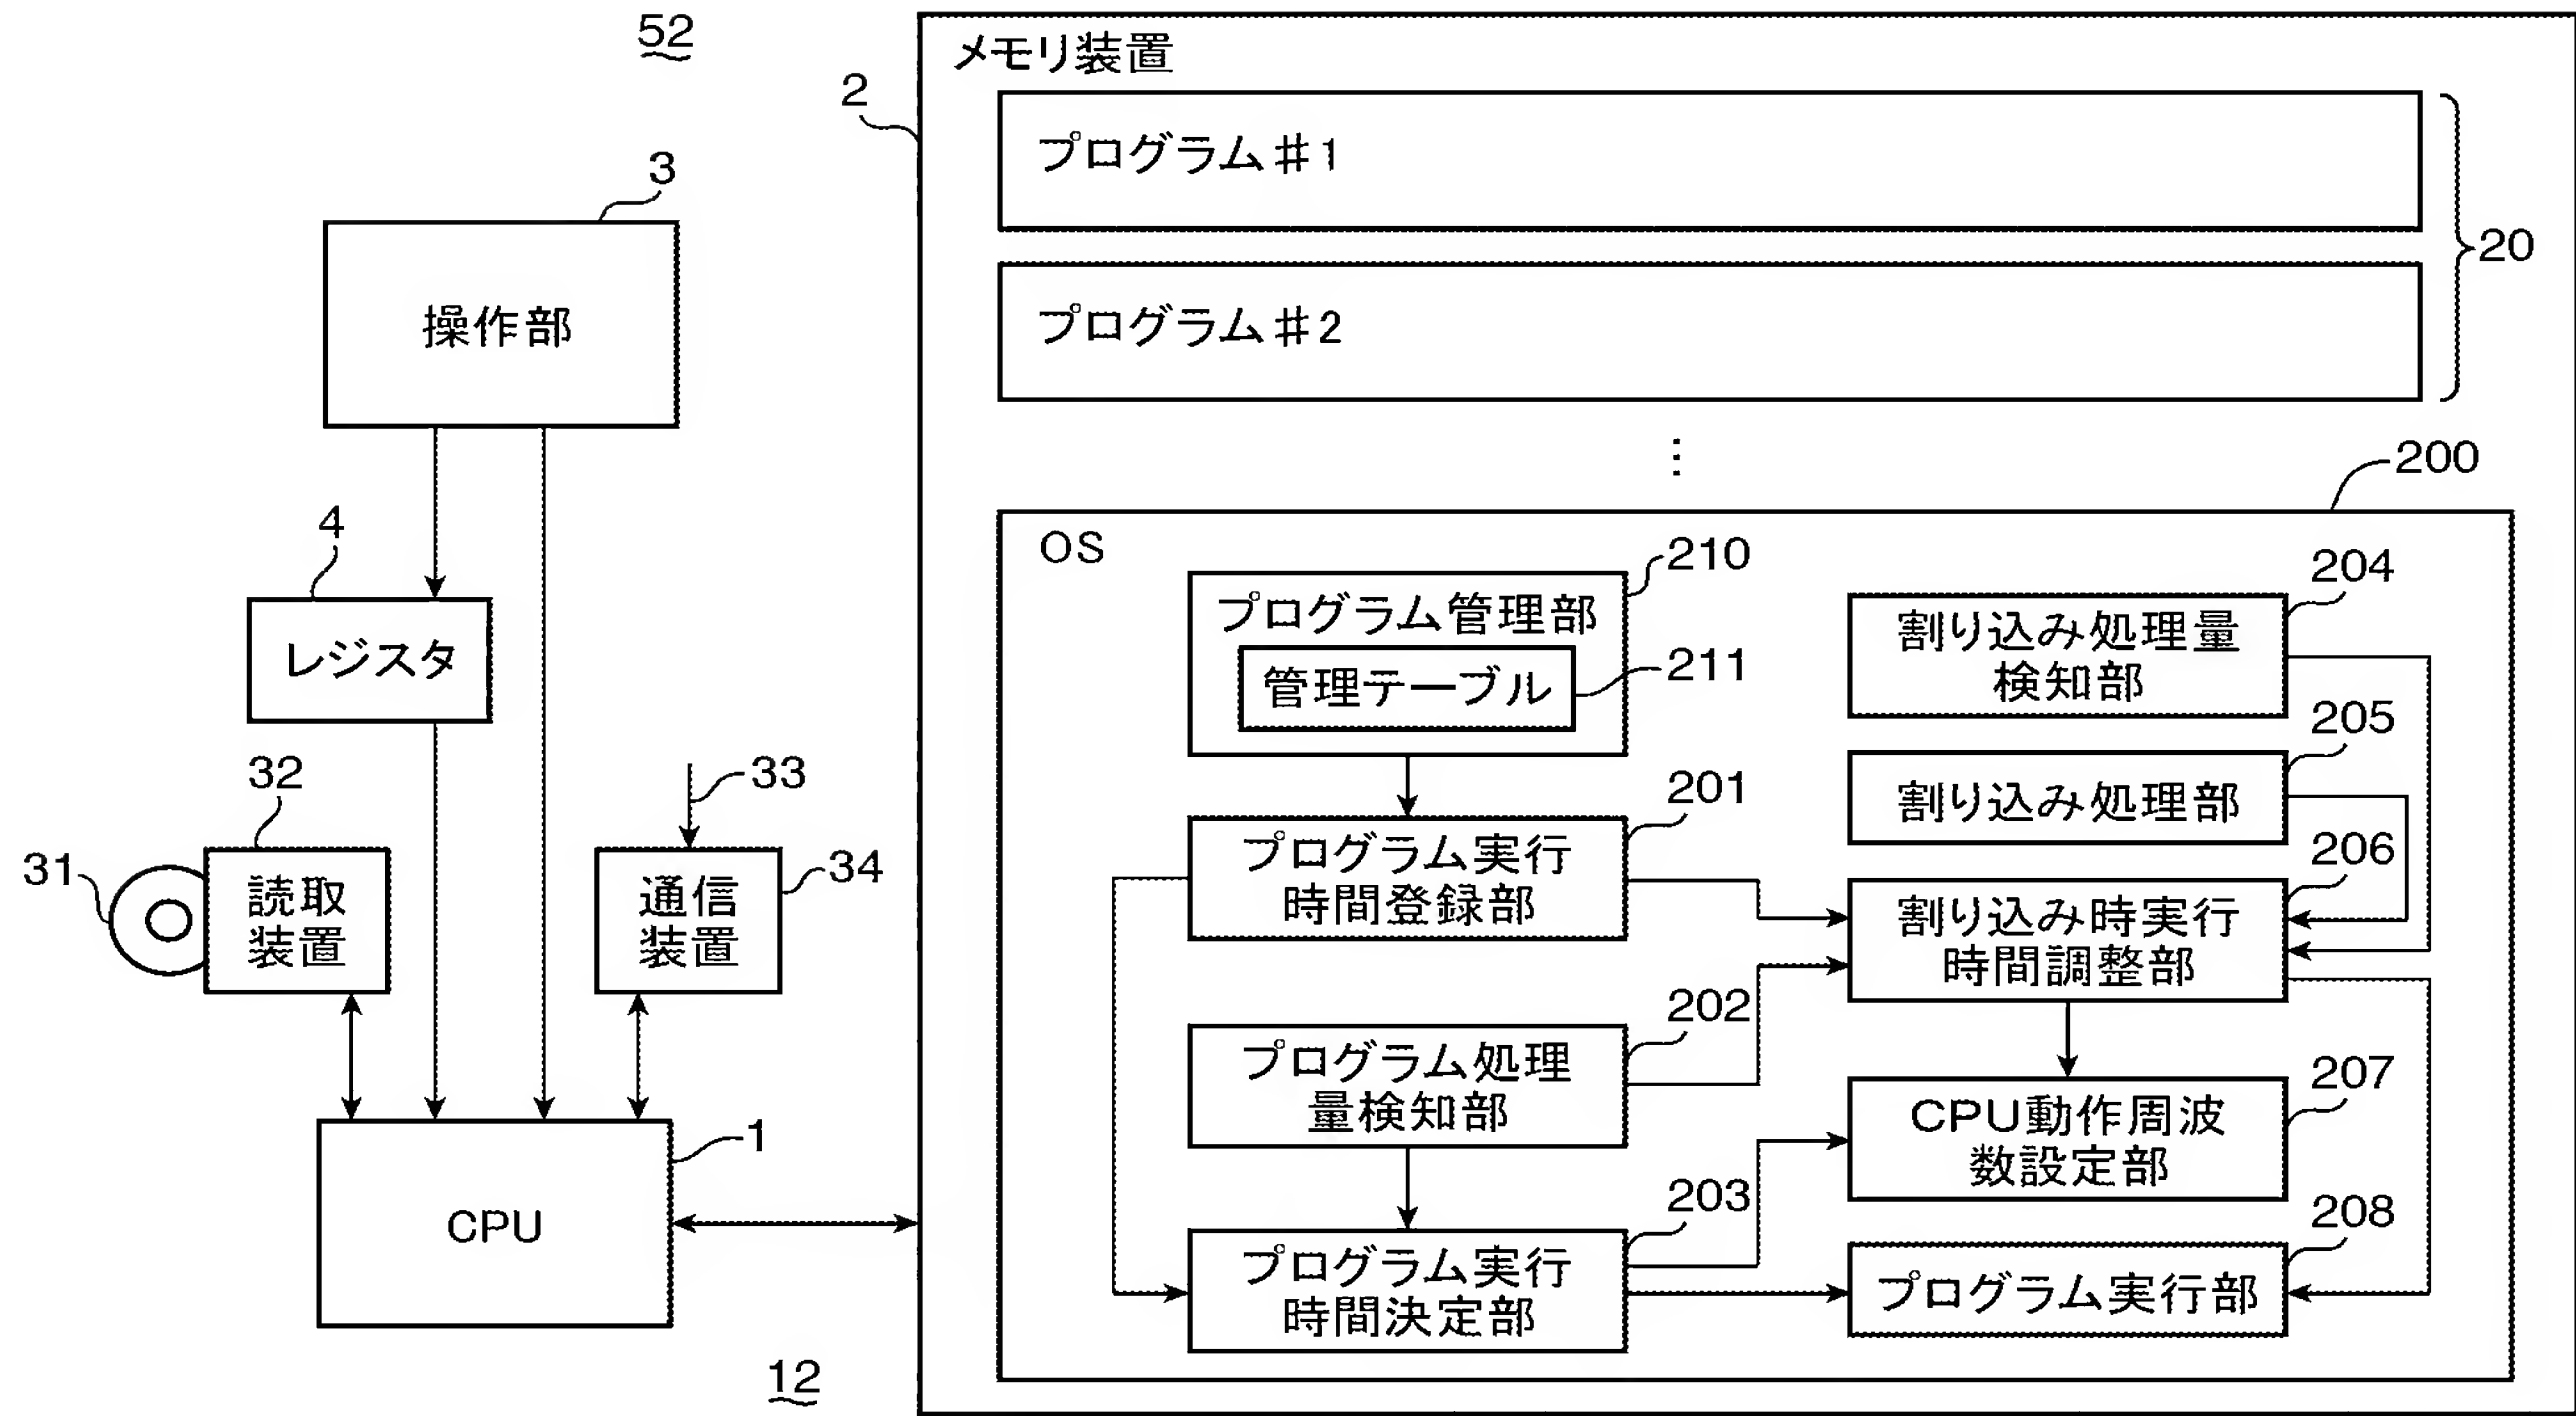 52
メモリ装置
2
プログラム♯1
3
20
操作部
プログラム♯2
⋮
200
4
OS
210
204
プログラム管理部
割り込み処理量
検知部
レジスタ
211
管理テーブル
205
32
33
201
割り込み処理部
31
読取
装置
通信
装置
34
プログラム実行
時間登録部
206
割り込み時実行
時間調整部
202
プログラム処理
量検知部
207
CPU動作周波
数設定部
1
CPU
203
208
プログラム実行
時間決定部
プログラム実行部
12